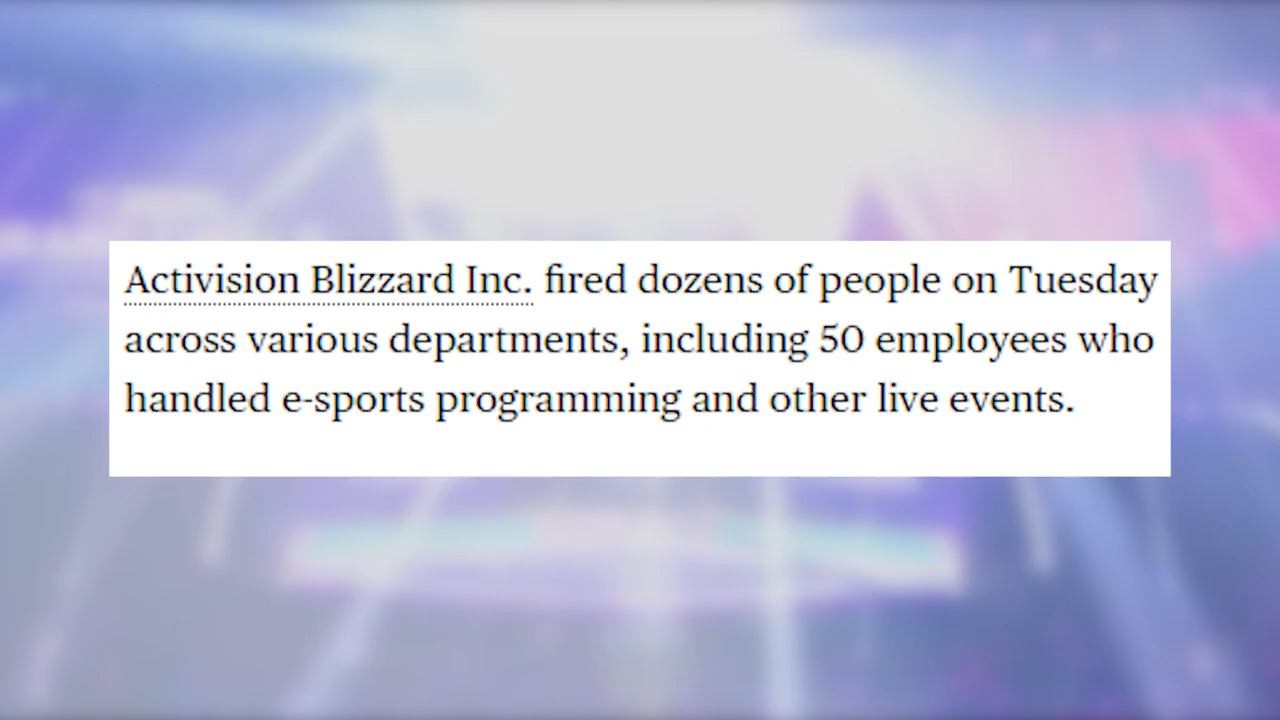 Activision Blizzard Inc. fired dozens of people on Tuesday
across various departments, including 50 employees who
handled e-sports programming and other live events.